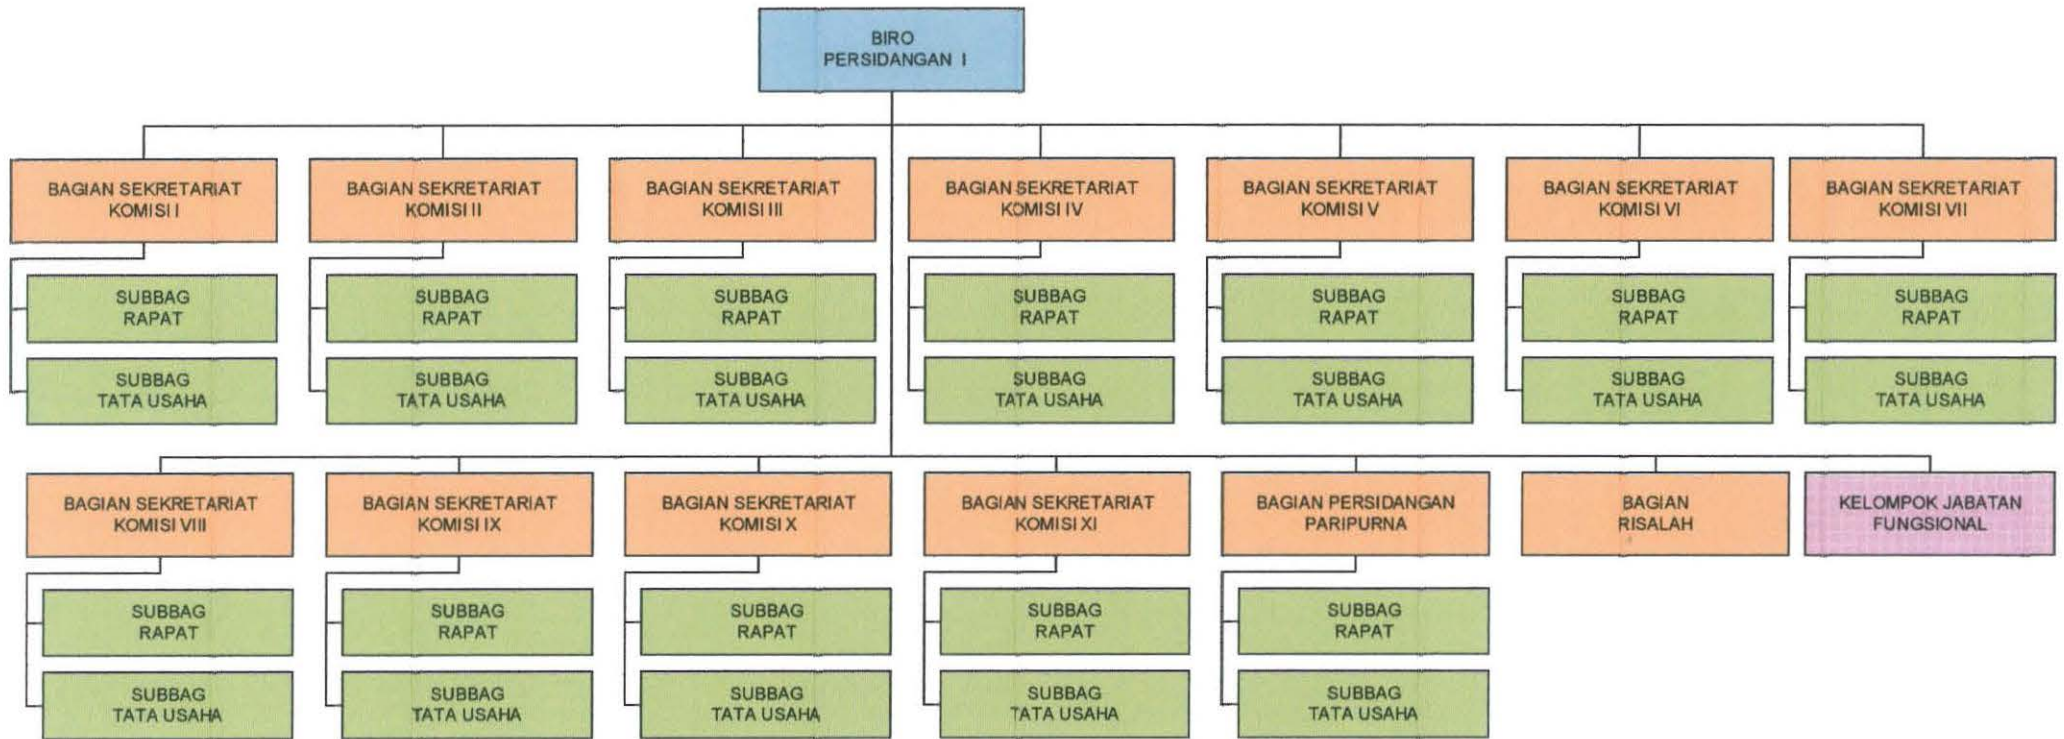 BIRO
PERSIDANGAN I
BAGIAN SEKRETARIAT
KOMISI I
BAGIAN SEKRETARIAT
KOMISI II
BAGIAN SEKRETARIAT
KOMISI III
BAGIAN SEKRETARIAT
KOMISI IV
BAGIAN SEKRETARIAT
KOMISI V
BAGIAN SEKRETARIAT
KOMISI VI
BAGIAN SEKRETARIAT
KOMISI VII
SUBBAG
RAPAT
SUBBAG
RAPAT
SUBBAG
RAPAT
SUBBAG
RAPAT
SUBBAG
RAPAT
SUBBAG
RAPAT
SUBBAG
RAPAT
SUBBAG
TATA USAHA
SUBBAG
TATA USAHA
SUBBAG
TATA USAHA
SUBBAG
TATA USAHA
SUBBAG
TATA USAHA
SUBBAG
TATA USAHA
SUBBAG
TATA USAHA
BAGIAN SEKRETARIAT
KOMISI VIII
BAGIAN SEKRETARIAT
KOMISI IX
BAGIAN SEKRETARIAT
KOMISI X
BAGIAN SEKRETARIAT
KOMISI XI
BAGIAN PERSIDANGAN
PARIPURNA
BAGIAN
RISALAH
KELOMPOK JABATAN
FUNGSIONAL
SUBBAG
RAPAT
SUBBAG
RAPAT
SUBBAG
RAPAT
SUBBAG
RAPAT
SUBBAG
RAPAT
SUBBAG
TATA USAHA
SUBBAG
TATA USAHA
SUBBAG
TATA USAHA
SUBBAG
TATA USAHA
SUBBAG
TATA USAHA